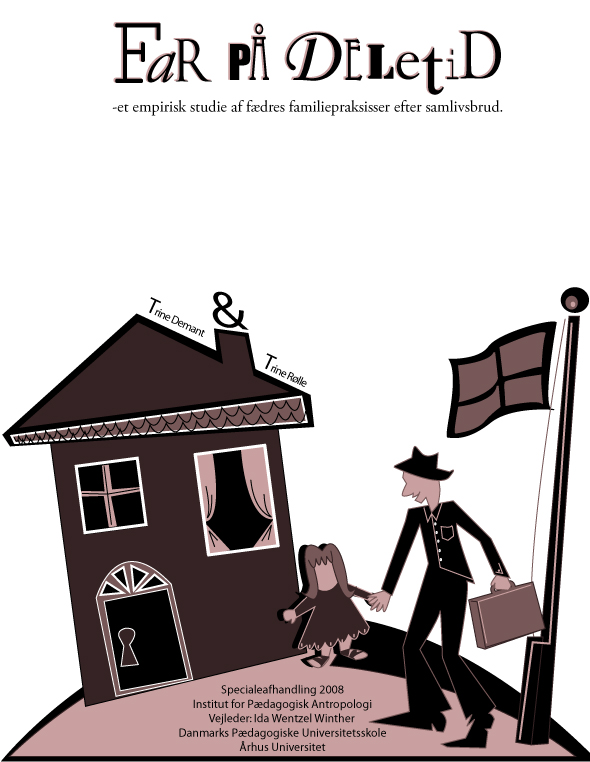 Far på Deletid
-et empirisk studie af fædres familiepraksisser efter samlivsbrud.
Trine Demant
&
Trine Rølle
Specialeafhandling 2008
Institut for Pædagogisk Antropologi
Vejleder: Ida Wentzel Winther
Danmarks Pædagogiske Universitetsskole
Århus Universitet